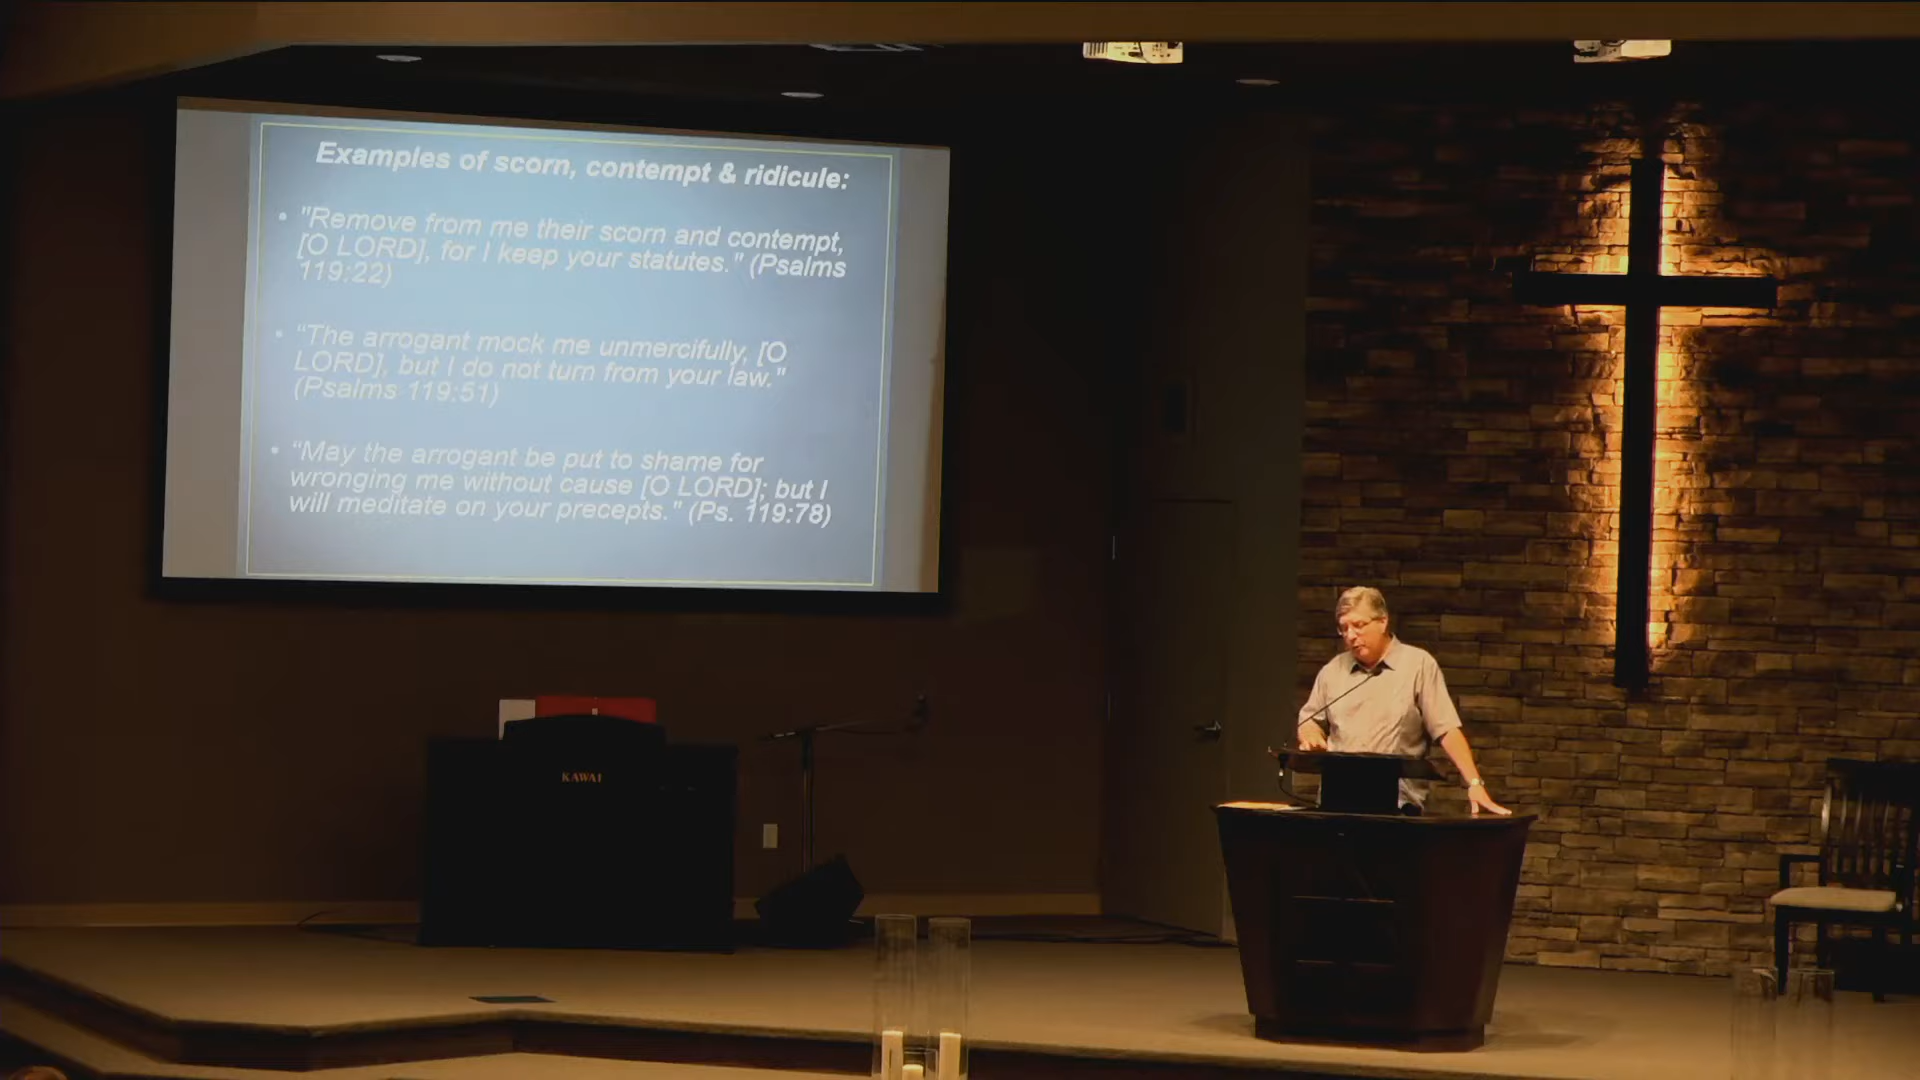 Examples of scorn, contempt & ridicule:
• "Remove from me their scorn and contempt,
[O LORD], for I keep your statutes." (Psalms
119:22)
• “The arrogant mock me unmercifully, [O
LORD], but I do not turn from your law."
(Psalms 119:51)
• “May the arrogant be put to shame for
wronging me without cause [O LORD]; but I
will meditate on your precepts." (Ps. 119:78)
KAWAI